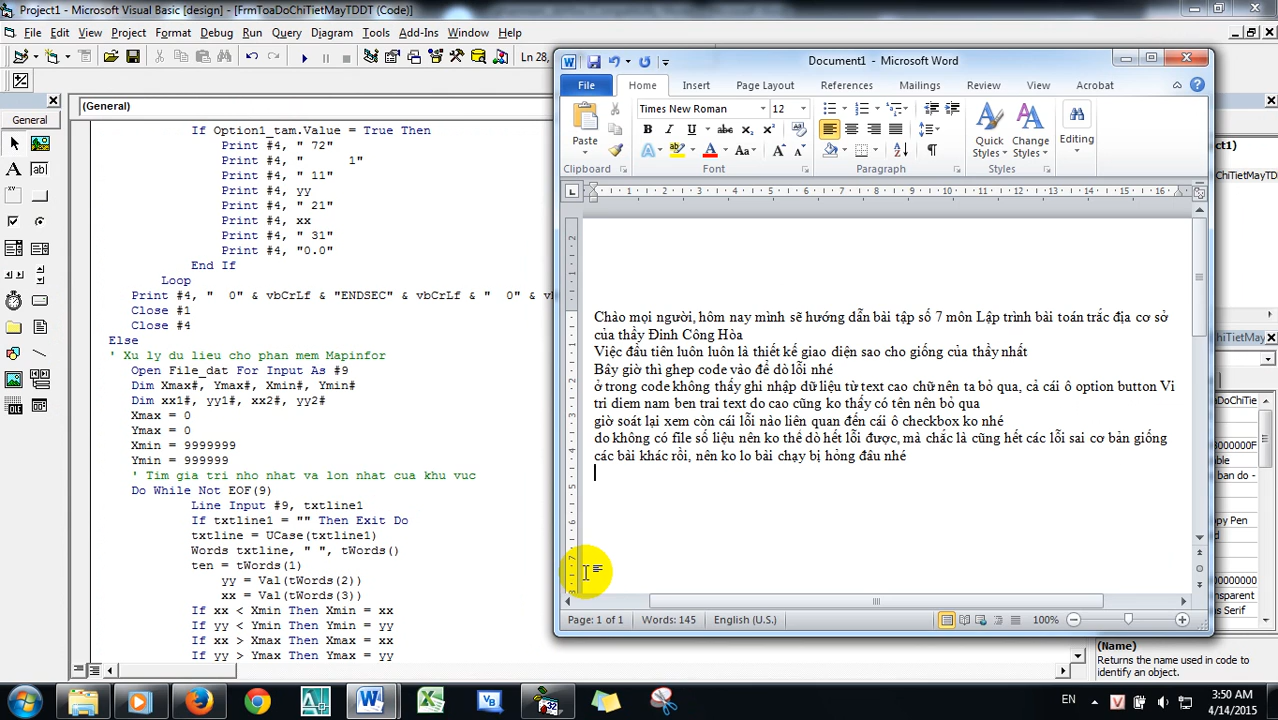 Project1 - Microsoft Visual Basic [design] - [FrmToaDoChiTietMayTDDT (Code)]
File Edit View Project Format Debug Run Query Diagram Tools Add-Ins Window Help
Ln 28,
General
(General)
If Option1_tam.Value = True Then
Print #4, " 72"
Print #4, "      1"
Print #4, " 11"
Print #4, yy
Print #4, " 21"
Print #4, xx
Print #4, " 31"
Print #4, "0.0"
End If
Loop
Print #4, "  0" & vbCrLf & "ENDSEC" & vbCrLf & "  0" &
Close #1
Close #4
Else
' Xu ly du lieu cho phan mem Mapinfor
Open File_dat For Input As #9
Dim Xmax#, Ymax#, Xmin#, Ymin#
Dim xx1#, yy1#, xx2#, yy2#
Xmax = 0
Ymax = 0
Xmin = 9999999
Ymin = 999999
' Tim gia tri nho nhat va lon nhat cua khu vuc
Do While Not EOF(9)
Line Input #9, txtline1
If txtline1 = "" Then Exit Do
txtline = UCase(txtline1)
Words txtline, " ", tWords()
ten = tWords(1)
yy = Val(tWords(2))
xx = Val(tWords(3))
If xx < Xmin Then Xmin = xx
If yy < Ymin Then Ymin = yy
If xx > Xmax Then Xmax = xx
If yy > Ymax Then Ymax = yy
Document1 - Microsoft Word
File Home Insert Page Layout References Mailings Review View Acrobat
Times New Roman 12
Paste
Quick Styles
Change Styles
Editing
Clipboard Font Paragraph Styles
Chào mọi người, hôm nay mình sẽ hướng dẫn bài tập số 7 môn Lập trình bài toán trắc địa cơ sở
của thầy Đinh Công Hòa
Việc đầu tiên luôn luôn là thiết kế giao diện sao cho giống của thầy nhất
Bây giờ thì ghep code vào để dò lỗi nhé
ở trong code không thấy ghi nhập dữ liệu từ text cao chữ nên ta bỏ qua, cả cái ô option button Vi
tri diem nam ben trai text do cao cũng ko thấy có tên nên bỏ qua
giờ soát lại xem còn cái lỗi nào liên quan đến cái ô checkbox ko nhé
do không có file số liệu nên ko thể dò hết lỗi được, mà chắc là cũng hết các lỗi sai cơ bản giống
các bài khác rồi, nên ko lo bài chạy bị hỏng đâu nhé
Page: 1 of 1 Words: 145 English (U.S.) 100%
(Name)
Returns the name used in code to
identify an object.
EN
3:50 AM
4/14/2015